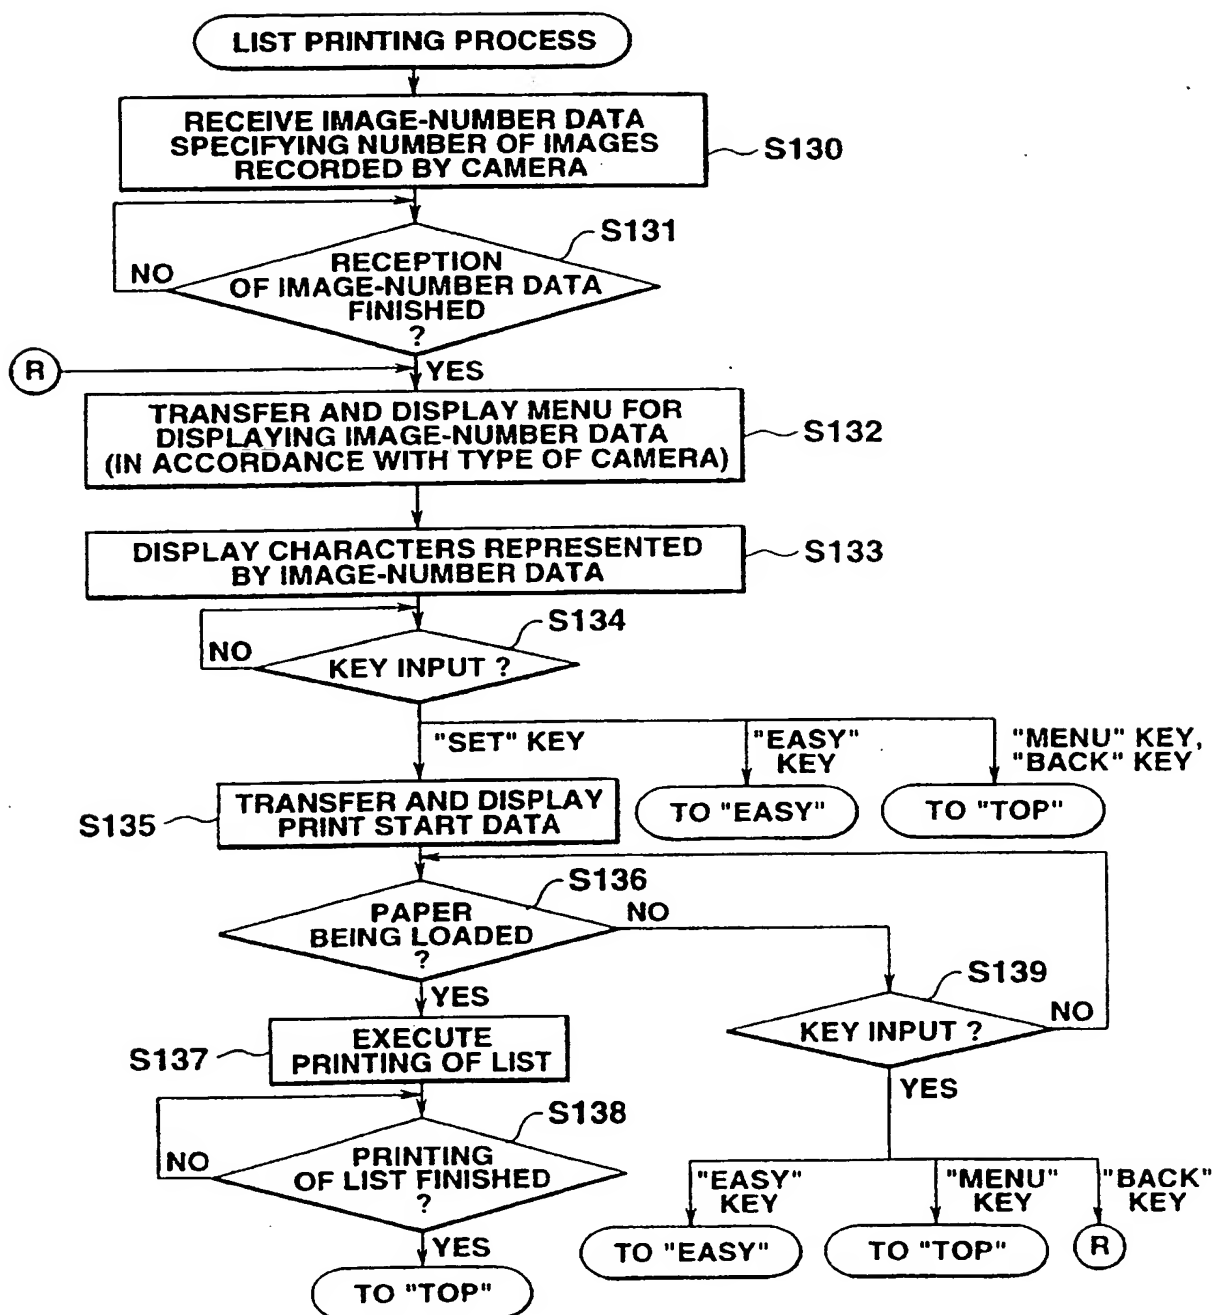 LIST PRINTING PROCESS
RECEIVE IMAGE-NUMBER DATA
SPECIFYING NUMBER OF IMAGES
RECORDED BY CAMERA
S130
S131
NO
RECEPTION
OF IMAGE-NUMBER DATA
FINISHED
?
R
YES
TRANSFER AND DISPLAY MENU FOR
DISPLAYING IMAGE-NUMBER DATA
(IN ACCORDANCE WITH TYPE OF CAMERA)
S132
DISPLAY CHARACTERS REPRESENTED
BY IMAGE-NUMBER DATA
S133
S134
NO
KEY INPUT ?
"SET" KEY
"EASY"
KEY
"MENU" KEY,
"BACK" KEY
S135
TRANSFER AND DISPLAY
PRINT START DATA
TO "EASY"
TO "TOP"
S136
PAPER
BEING LOADED
?
NO
YES
S139
KEY INPUT ?
NO
YES
S137
EXECUTE
PRINTING OF LIST
S138
NO
PRINTING
OF LIST FINISHED
?
YES
TO "TOP"
"EASY"
KEY
"MENU"
KEY
"BACK"
KEY
TO "EASY"
TO "TOP"
R